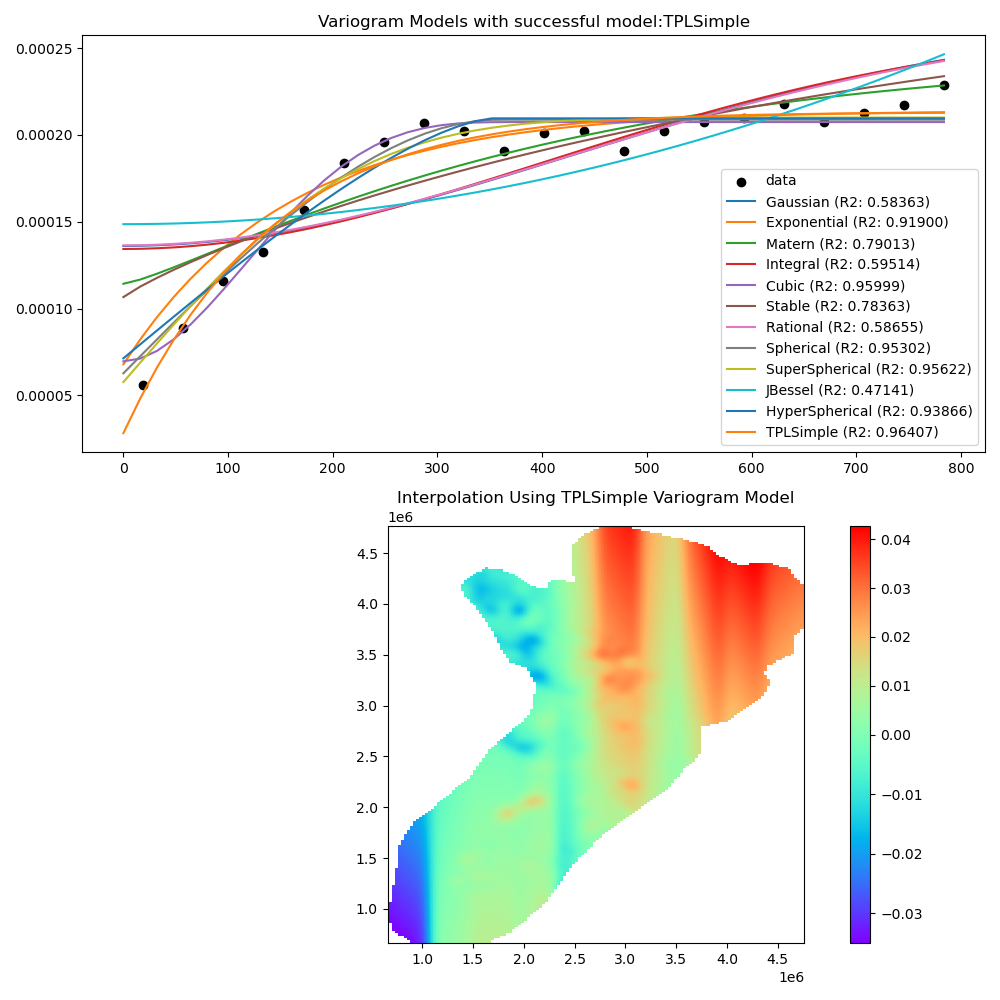 Variogram Models with successful model:TPLSimple
0.00025
0.00020
0.00015
0.00010
0.00005
data
Gaussian (R2: 0.58363)
Exponential (R2: 0.91900)
Matern (R2: 0.79013)
Integral (R2: 0.59514)
Cubic (R2: 0.95999)
Stable (R2: 0.78363)
Rational (R2: 0.58655)
Spherical (R2: 0.95302)
SuperSpherical (R2: 0.95622)
JBessel (R2: 0.47141)
HyperSpherical (R2: 0.93866)
TPLSimple (R2: 0.96407)
0 100 200 300 400 500 600 700 800
Interpolation Using TPLSimple Variogram Model
1e6
4.5
4.0
3.5
3.0
2.5
2.0
1.5
1.0
1.0 1.5 2.0 2.5 3.0 3.5 4.0 4.5
1e6
0.04
0.03
0.02
0.01
0.00
−0.01
−0.02
−0.03